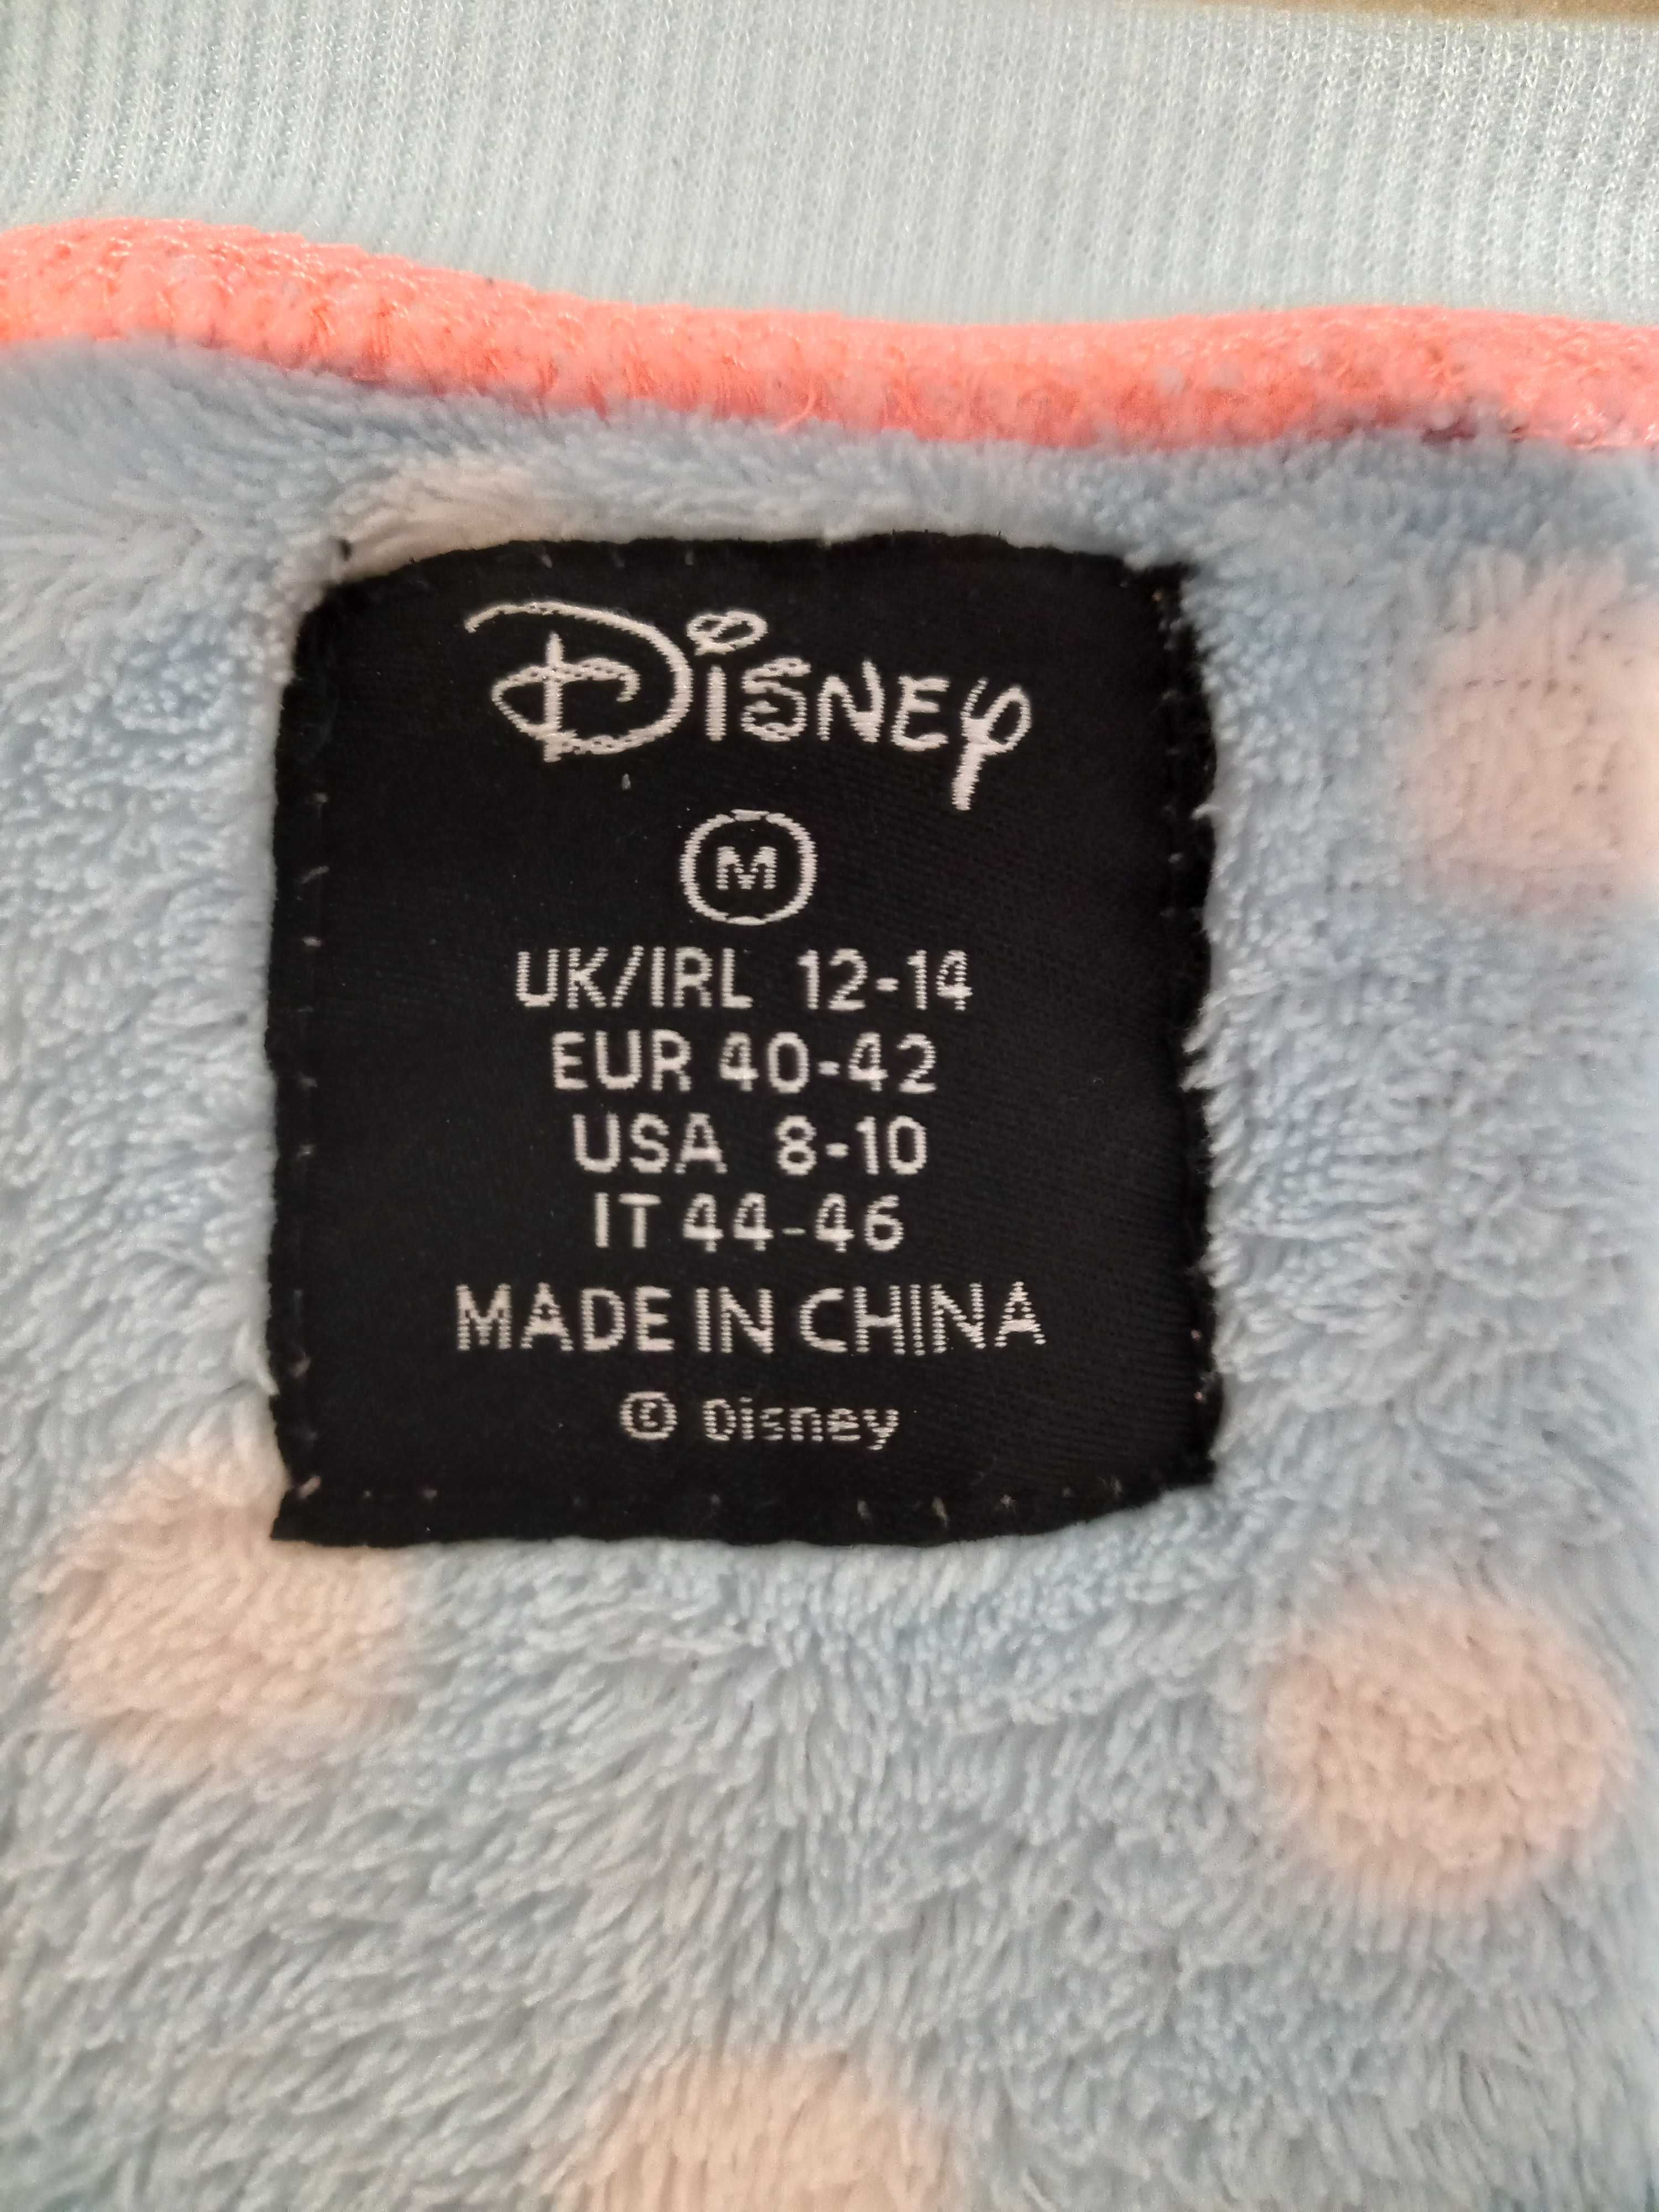 Disney
M
UK/IRL 12-14
EUR 40-42
USA 8-10
IT 44-46
MADE IN CHINA
© Disney